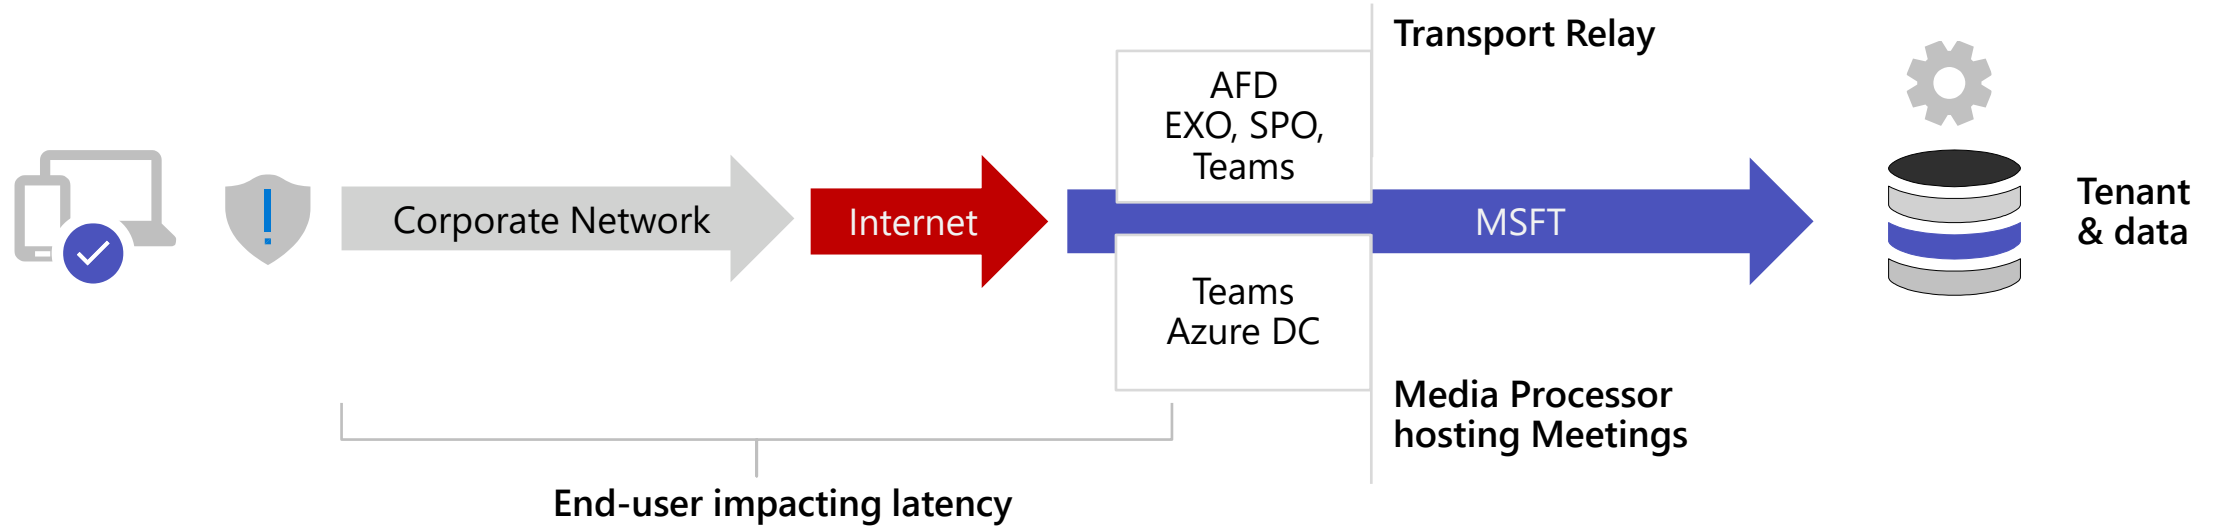 Transport Relay
AFD
EXO, SPO,
Teams
Corporate Network
Internet
MSFT
Tenant
& data
Teams
Azure DC
Media Processor
hosting Meetings
End-user impacting latency